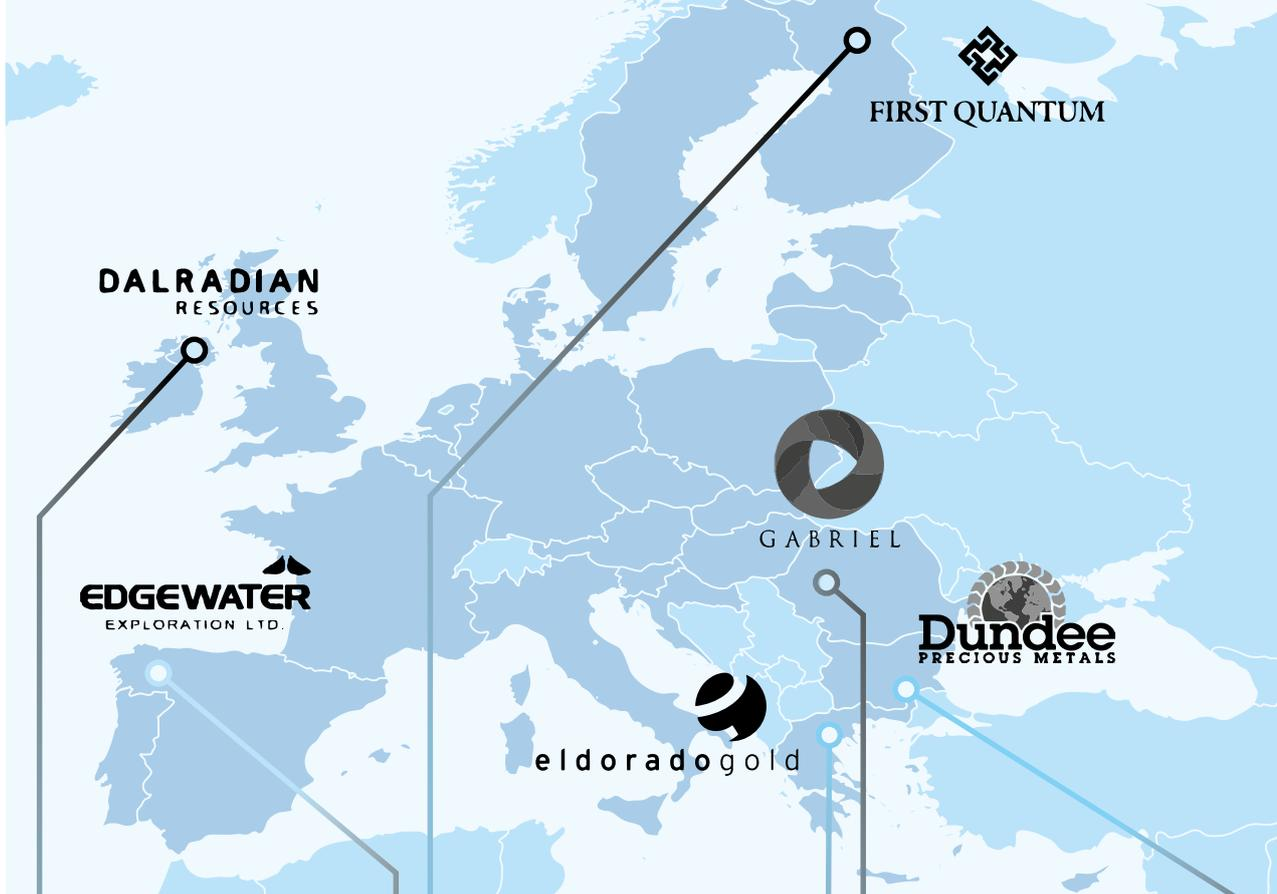 FIRST QUANTUM
DALRADIAN
RESOURCES
GABRIEL
EDGEWATER
EXPLORATION LTD.
Dundee
PRECIOUS METALS
eldoradogold